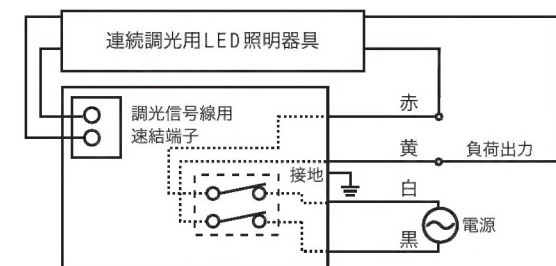 連続調光用LED照明器具
調光信号線用
速結端子
赤
黄
負荷出力
接地
白
電源
黒